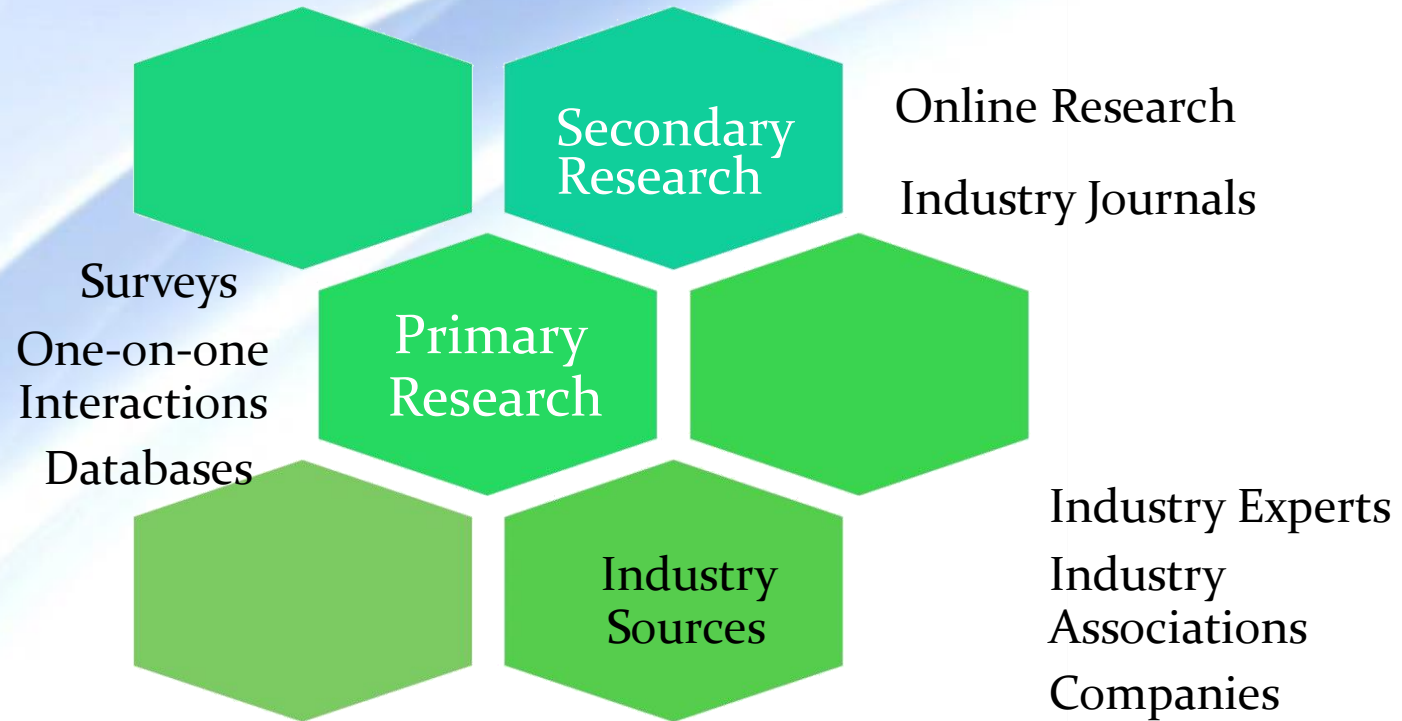 Secondary
Research
Online Research
Industry Journals
Surveys
One-on-one
Interactions
Databases
Primary
Research
Industry
Sources
Industry Experts
Industry
Associations
Companies